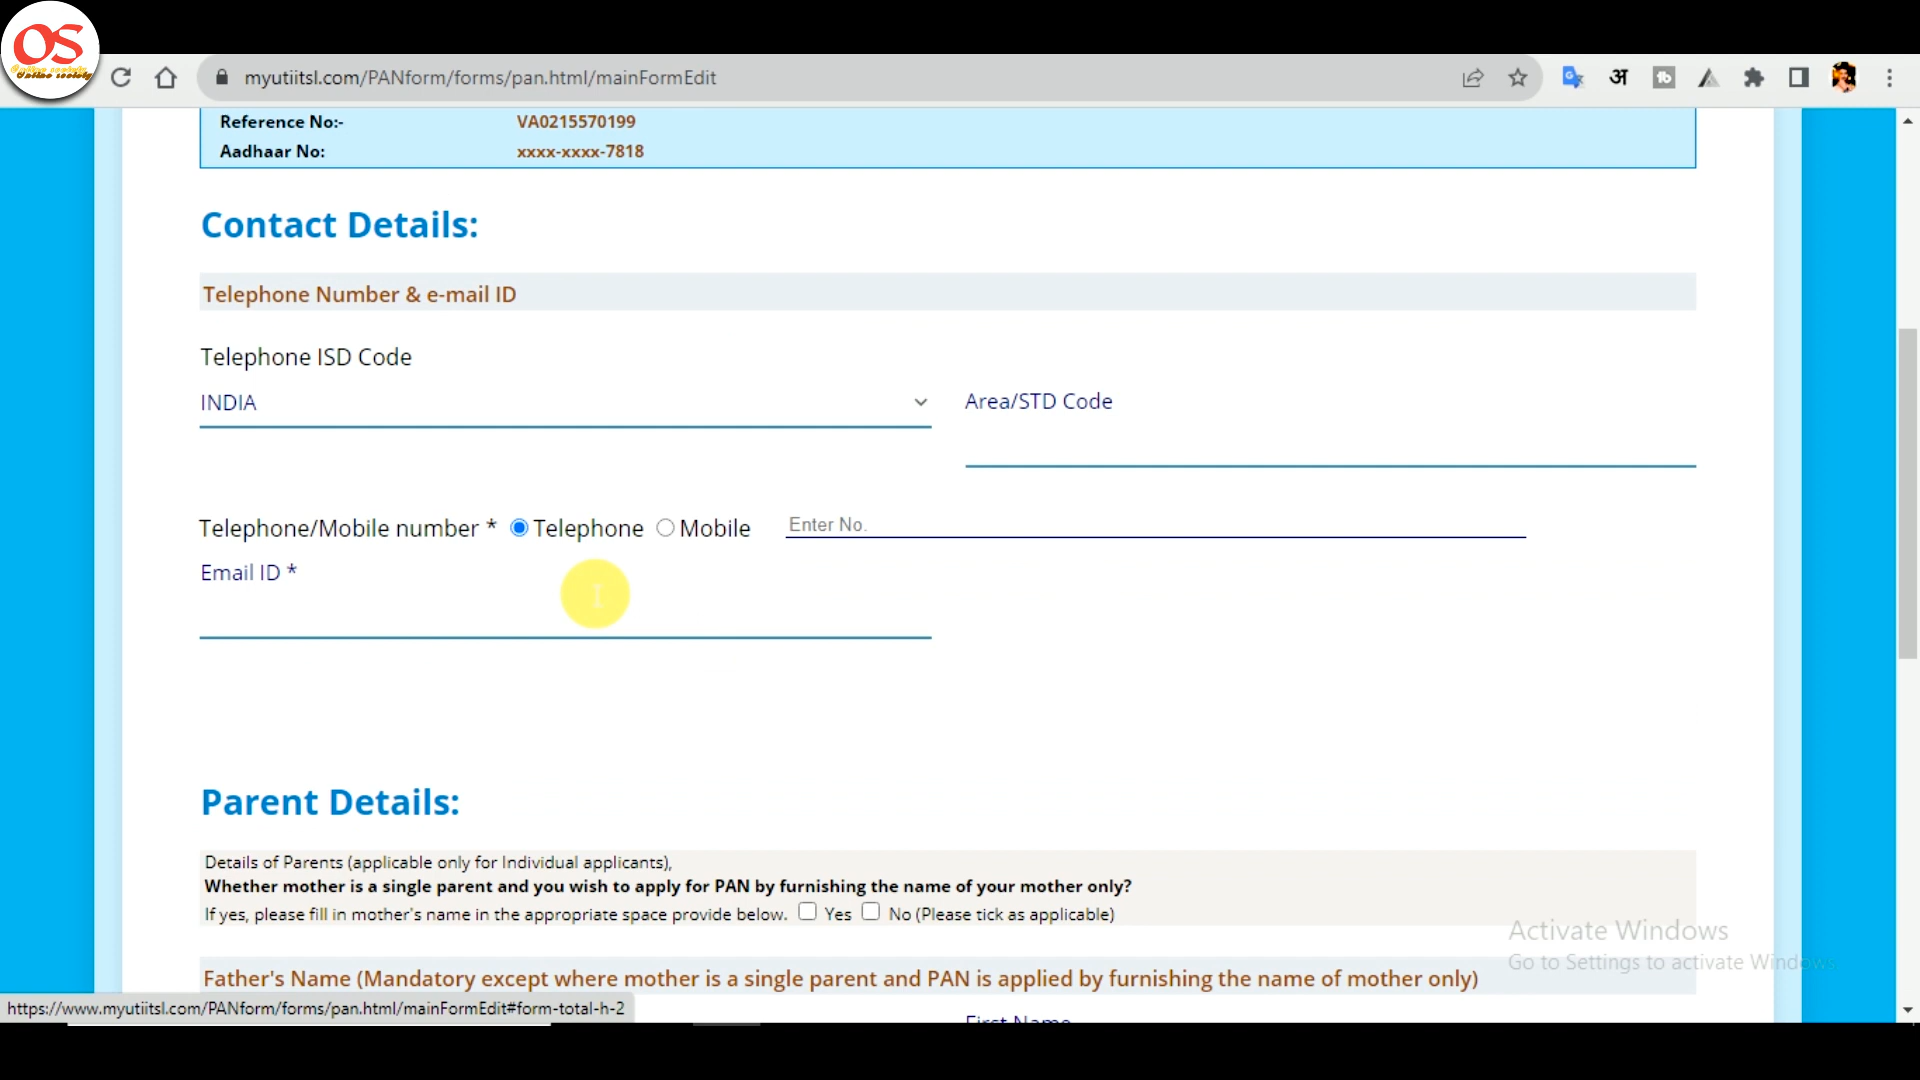 OS
Online society
myutiitsl.com/PANform/forms/pan.html/mainFormEdit
अ
Reference No:- VA0215570199
Aadhaar No: xxxx-xxxx-7818
Contact Details:
Telephone Number & e-mail ID
Telephone ISD Code
INDIA
Area/STD Code
Telephone/Mobile number * Telephone Mobile Enter No.
Email ID *
Parent Details:
Details of Parents (applicable only for Individual applicants),
Whether mother is a single parent and you wish to apply for PAN by furnishing the name of your mother only?
If yes, please fill in mother's name in the appropriate space provide below. Yes No (Please tick as applicable)
Activate Windows
Go to Settings to activate Windows.
Father's Name (Mandatory except where mother is a single parent and PAN is applied by furnishing the name of mother only)
https://www.myutiitsl.com/PANform/forms/pan.html/mainFormEdit#form-total-h-2
First Name